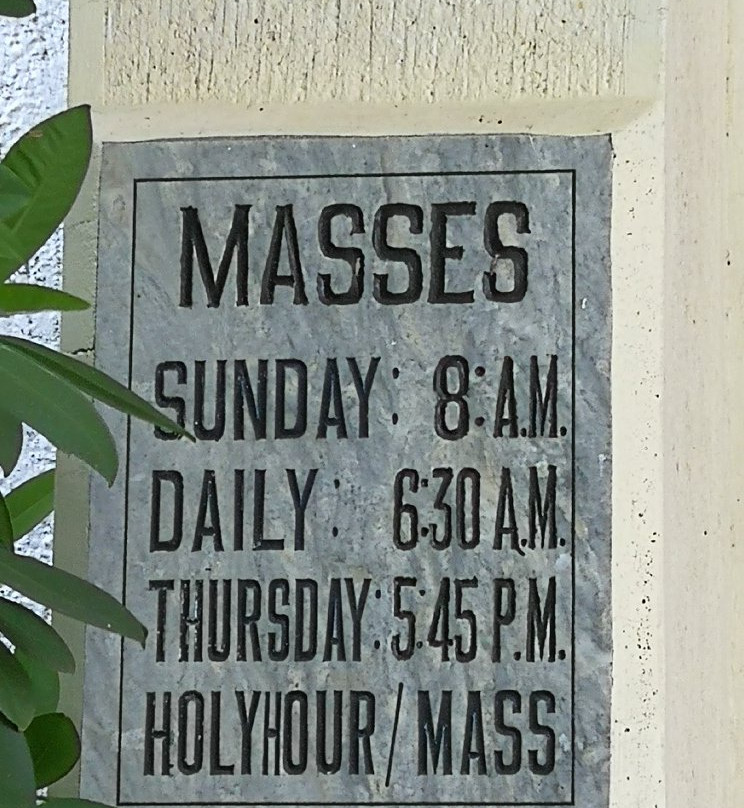 MASSES
SUNDAY: 8:A.M.
DAILY: 6:30 A.M.
THURSDAY: 5:45 P.M.
HOLYHOUR/MASS